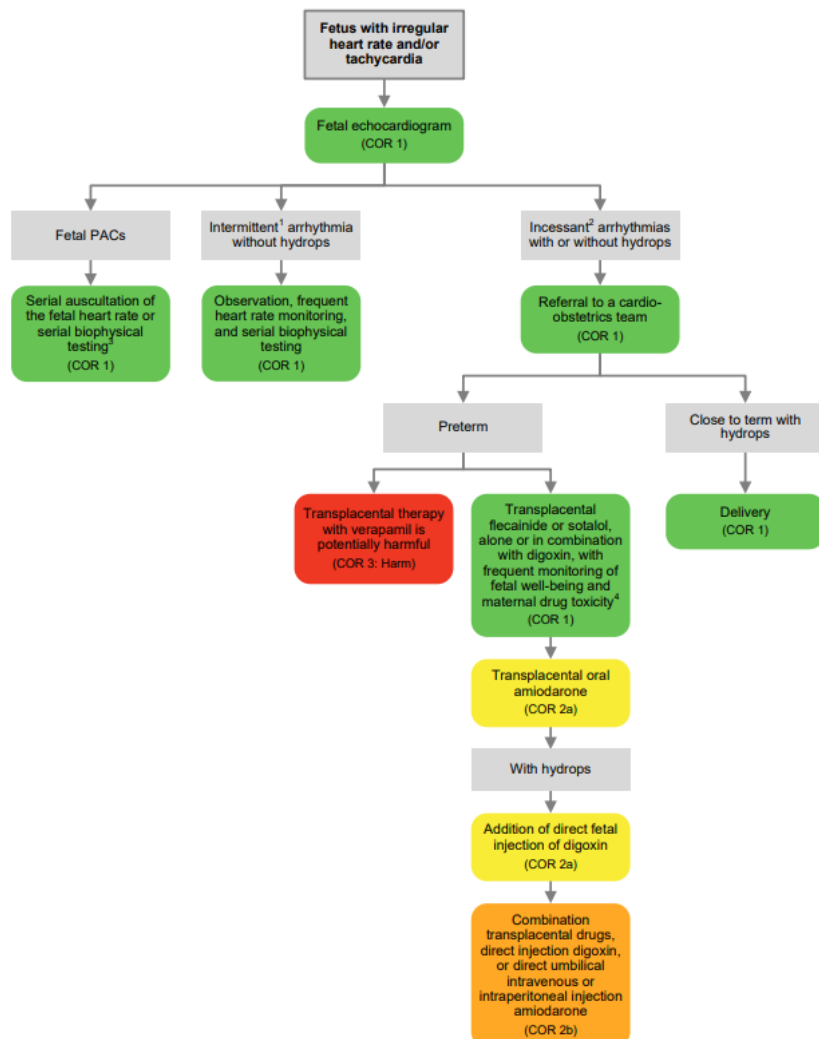 Fetus with irregular
heart rate and/or
tachycardia
Fetal echocardiogram
(COR 1)
Fetal PACs
Intermittent¹ arrhythmia
without hydrops
Incessant² arrhythmias
with or without hydrops
Serial auscultation of
the fetal heart rate or
serial biophysical
testing³
(COR 1)
Observation, frequent
heart rate monitoring,
and serial biophysical
testing
(COR 1)
Referral to a cardio-
obstetrics team
(COR 1)
Preterm
Close to term with
hydrops
Transplacental therapy
with verapamil is
potentially harmful
(COR 3: Harm)
Transplacental
flecainide or sotalol,
alone or in combination
with digoxin, with
frequent monitoring of
fetal well-being and
maternal drug toxicity⁴
(COR 1)
Delivery
(COR 1)
Transplacental oral
amiodarone
(COR 2a)
With hydrops
Addition of direct fetal
injection of digoxin
(COR 2a)
Combination
transplacental drugs,
direct injection digoxin,
or direct umbilical
intravenous or
intraperitoneal injection
amiodarone
(COR 2b)